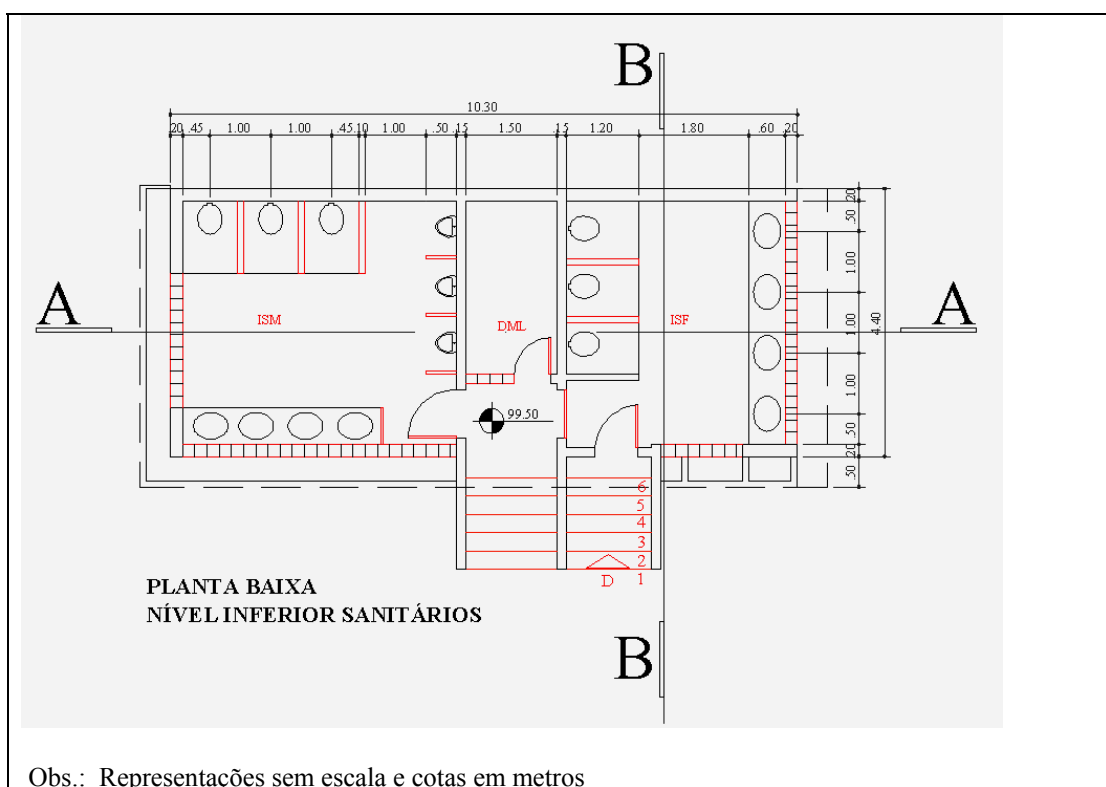 B
10.30
.20 .45 1.00 1.00 .45 .10 1.00 .50 .15 1.50 .15 1.20 1.80 .60 .20
.20
.50
1.00
1.00
1.00
.50
.20
.50
4.40
A
A
ISM
DML
ISF
99.50
6
5
4
3
2
D 1
PLANTA BAIXA
NÍVEL INFERIOR SANITÁRIOS
B
Obs.: Representações sem escala e cotas em metros